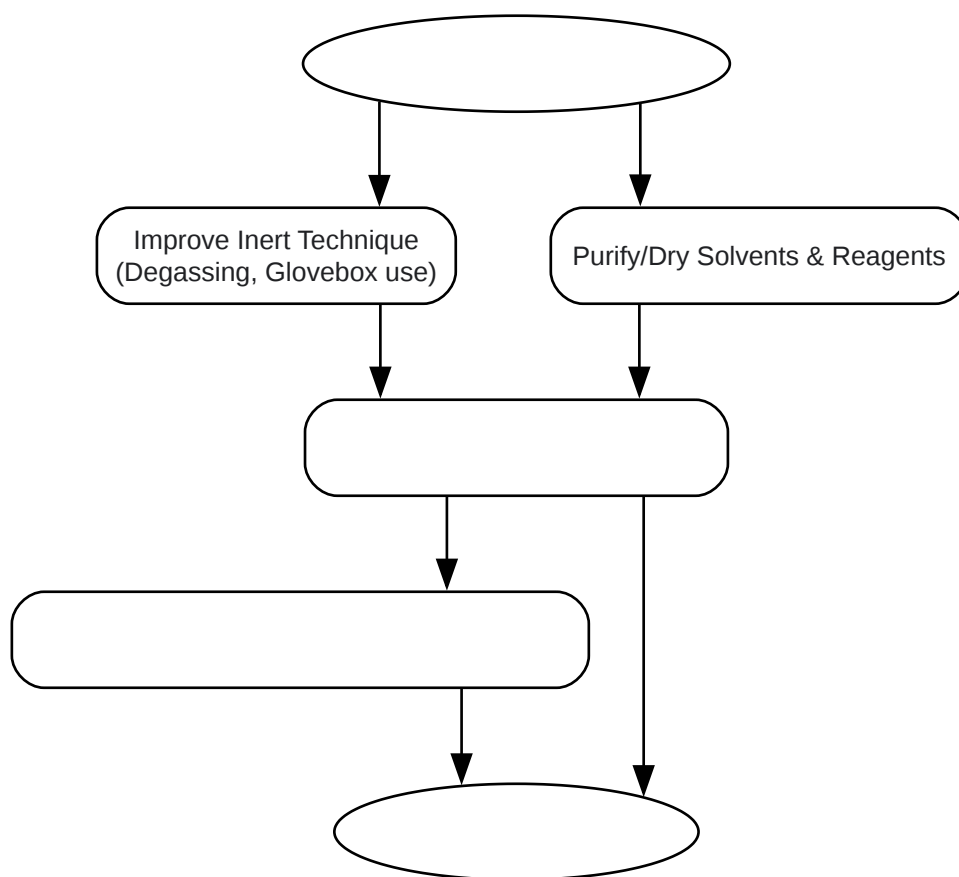 Improve Inert Technique
(Degassing, Glovebox use)
Purify/Dry Solvents & Reagents